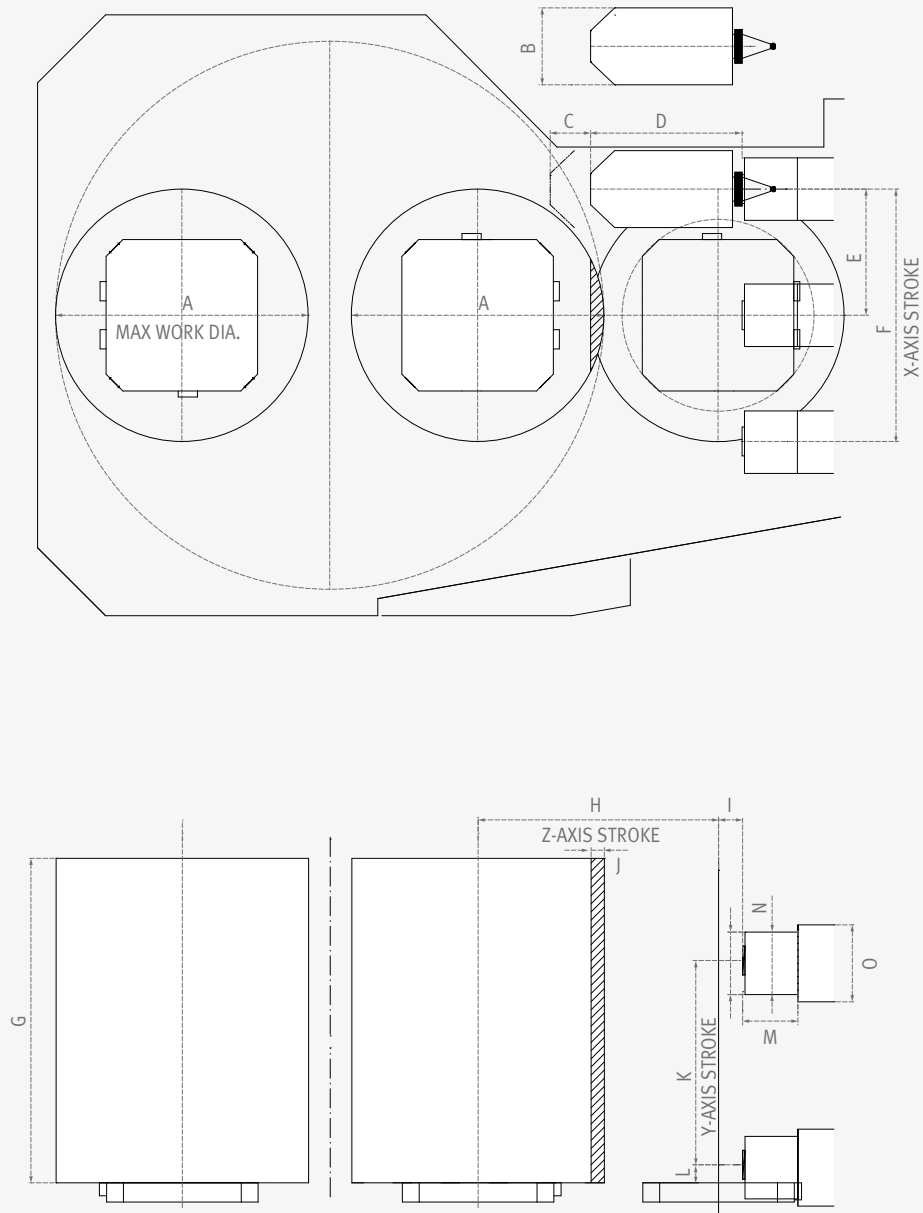 B
C
D
A
MAX WORK DIA.
A
E
F
X-AXIS STROKE
H
I
Z-AXIS STROKE
J
G
N
O
M
K
Y-AXIS STROKE
L